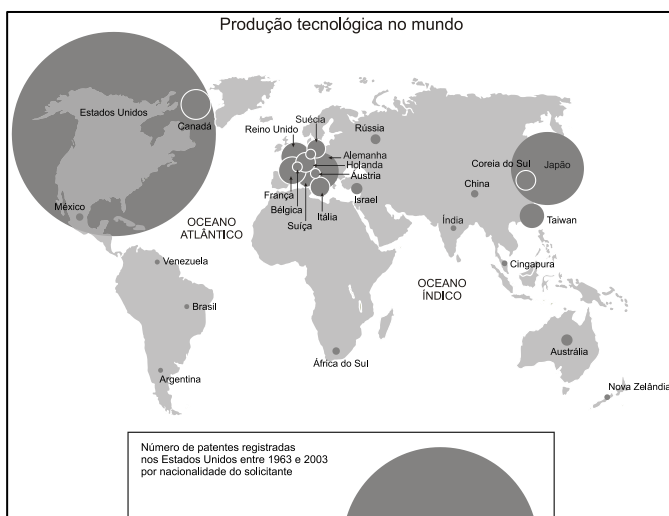 Produção tecnológica no mundo
Estados Unidos
Canadá
Suécia
Reino Unido
Rússia
Alemanha
Holanda
Áustria
Coreia do Sul
Japão
França
Bélgica
Suíça
Itália
Israel
China
México
OCEANO
ATLÂNTICO
Índia
Taiwan
Venezuela
Cingapura
OCEANO
ÍNDICO
Brasil
Argentina
África do Sul
Austrália
Nova Zelândia
Número de patentes registradas
nos Estados Unidos entre 1963 e 2003
por nacionalidade do solicitante